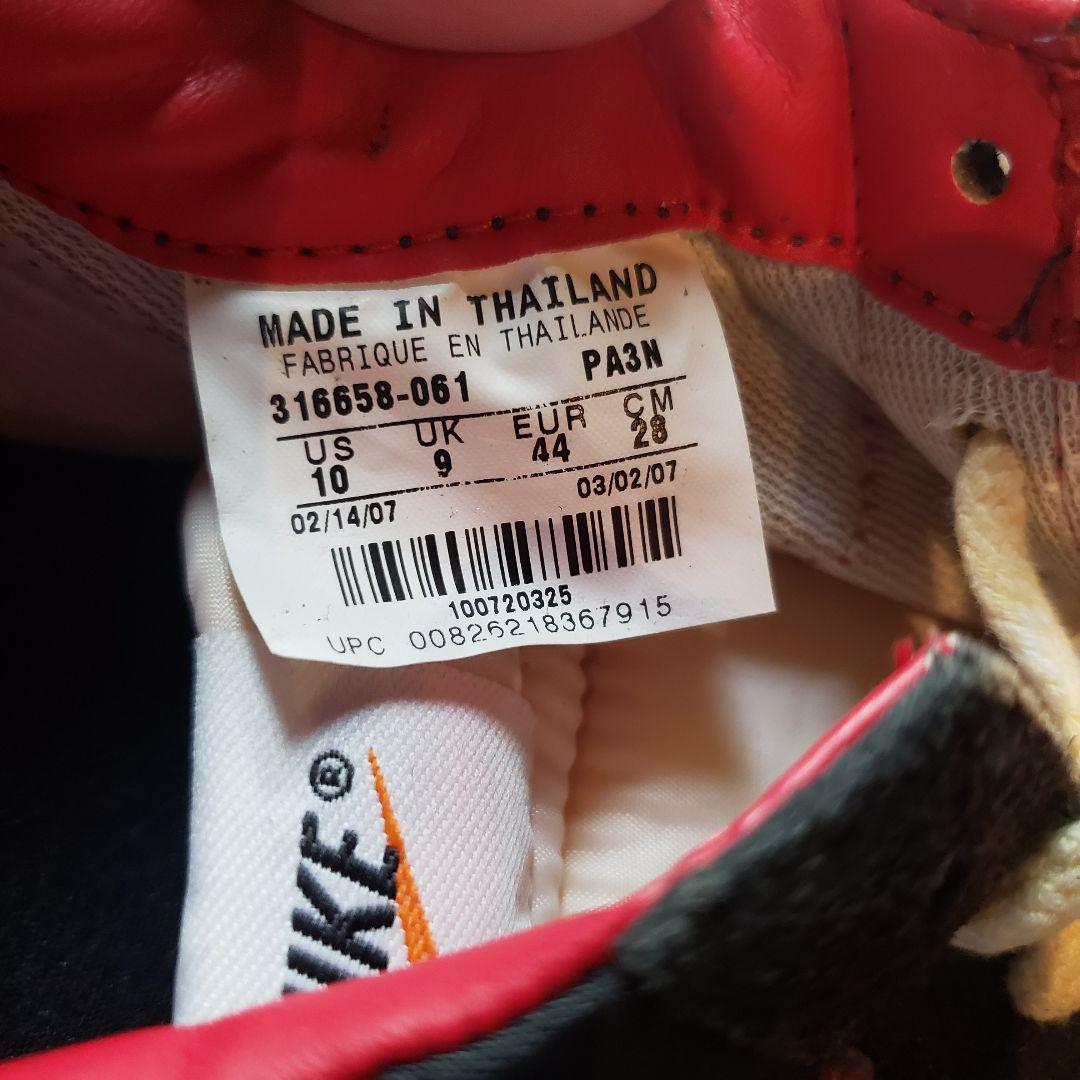 MADE IN THAILAND
FABRIQUE EN THAILANDE
316658-061 PA3N
US UK EUR CM
10 9 44 28
02/14/07 03/02/07
100720325
UPC 00826218367915
NIKE®